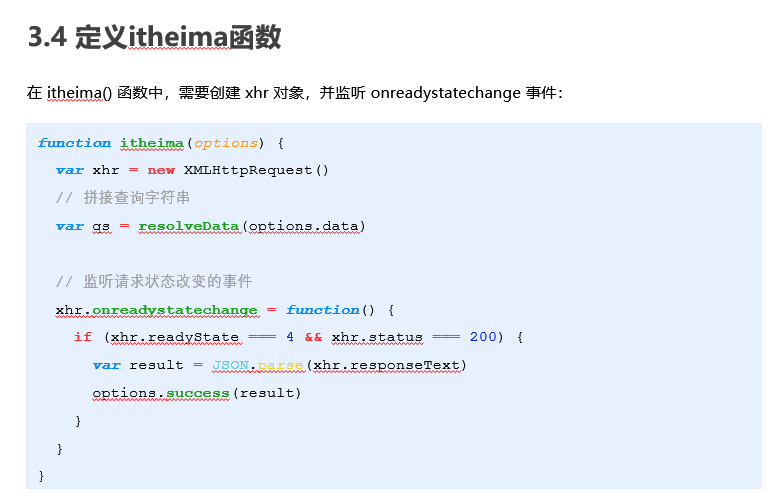 3.4 定义itheima函数
在 itheima() 函数中，需要创建 xhr 对象，并监听 onreadystatechange 事件：
function itheima(options) {
  var xhr = new XMLHttpRequest()
  // 拼接查询字符串
  var qs = resolveData(options.data)
  // 监听请求状态改变的事件
  xhr.onreadystatechange = function() {
    if (xhr.readyState === 4 && xhr.status === 200) {
      var result = JSON.parse(xhr.responseText)
      options.success(result)
    }
  }
}